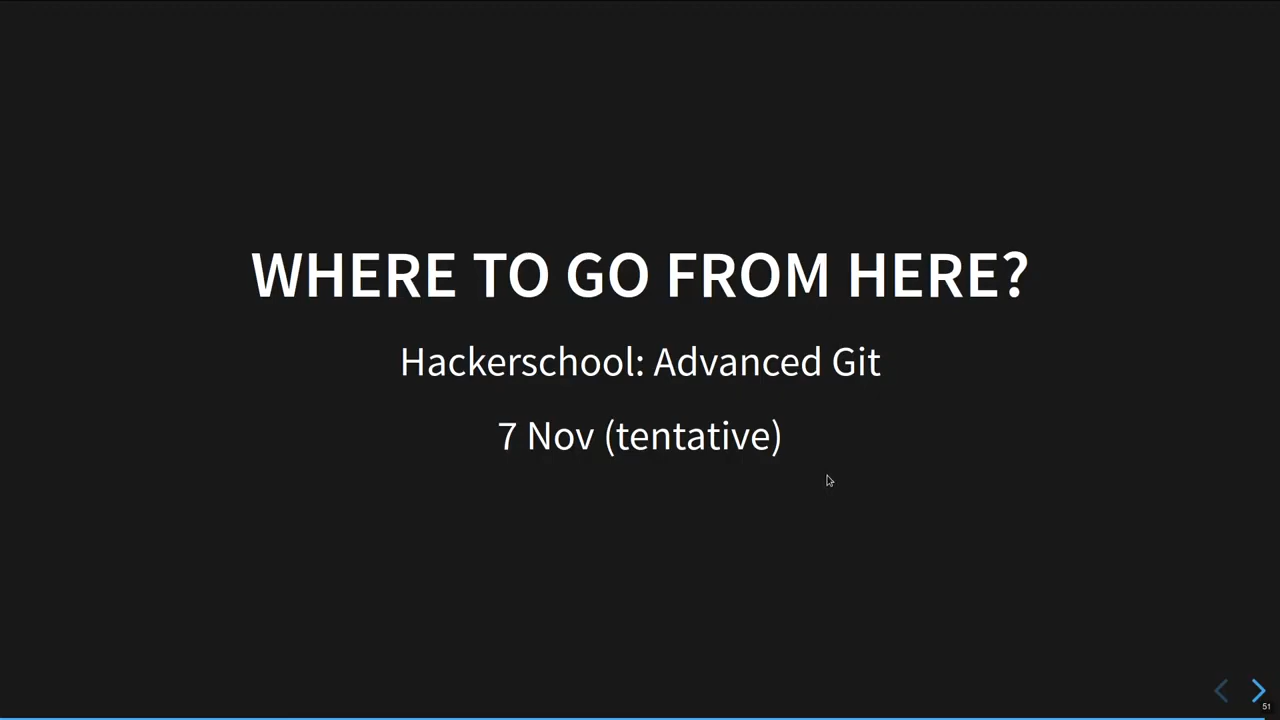 WHERE TO GO FROM HERE?
Hackerschool: Advanced Git
7 Nov (tentative)
51